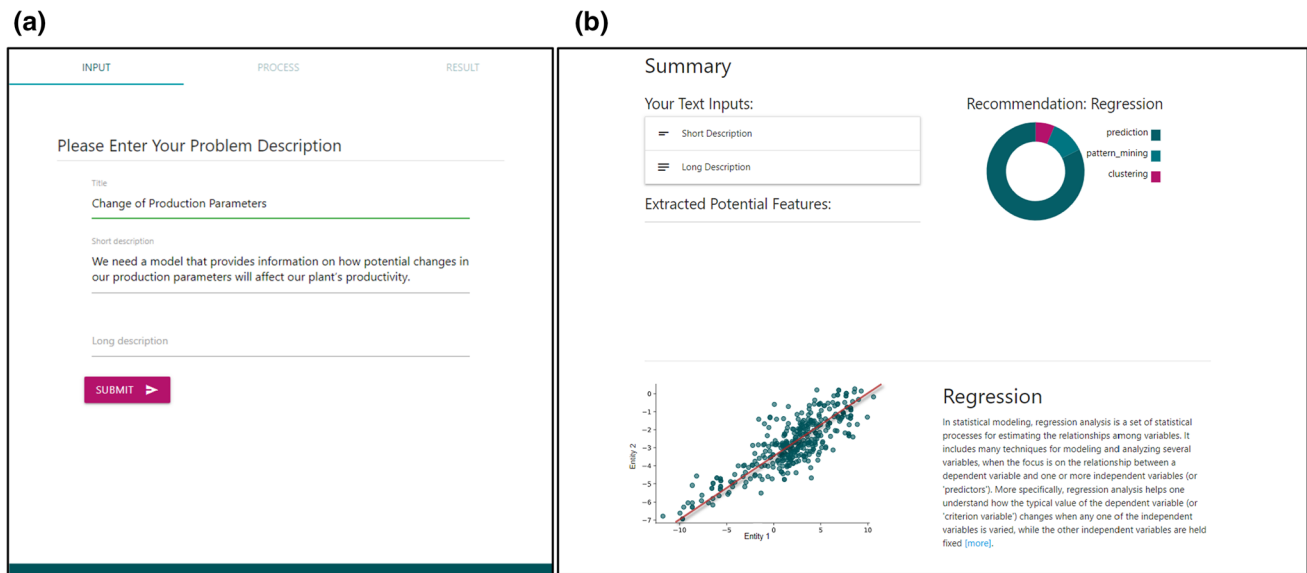 (a)
INPUT PROCESS RESULT
Please Enter Your Problem Description
Title
Change of Production Parameters
Short description
We need a model that provides information on how potential changes in
our production parameters will affect our plant's productivity.
Long description
SUBMIT
(b)
Summary
Your Text Inputs:
Short Description
Long Description
Extracted Potential Features:
Recommendation: Regression
prediction
pattern_mining
clustering
0
−1
−2
−3
−4
−5
−6
−7
Entity 2
−10 −5 0 5 10
Entity 1
Regression
In statistical modeling, regression analysis is a set of statistical
processes for estimating the relationships among variables. It
includes many techniques for modeling and analyzing several
variables, when the focus is on the relationship between a
dependent variable and one or more independent variables (or
'predictors'). More specifically, regression analysis helps one
understand how the typical value of the dependent variable (or
'criterion variable') changes when any one of the independent
variables is varied, while the other independent variables are held
fixed [more].